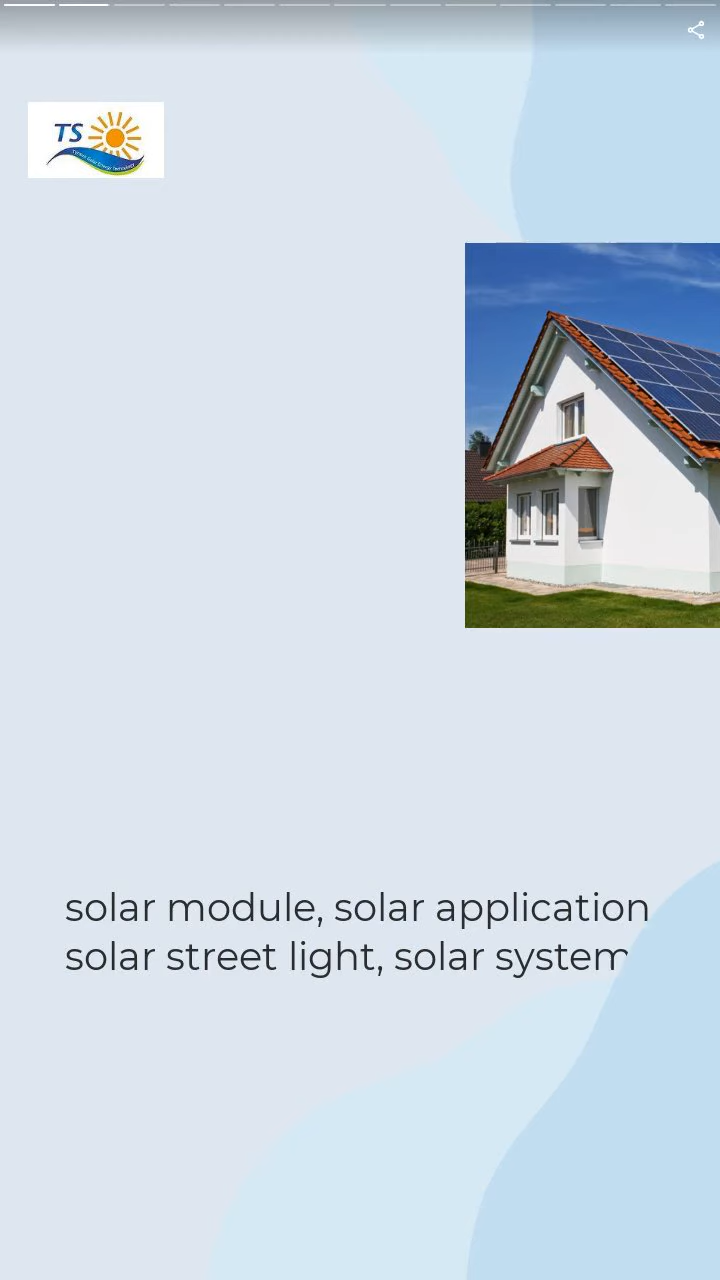 TS
solar module, solar application
solar street light, solar system